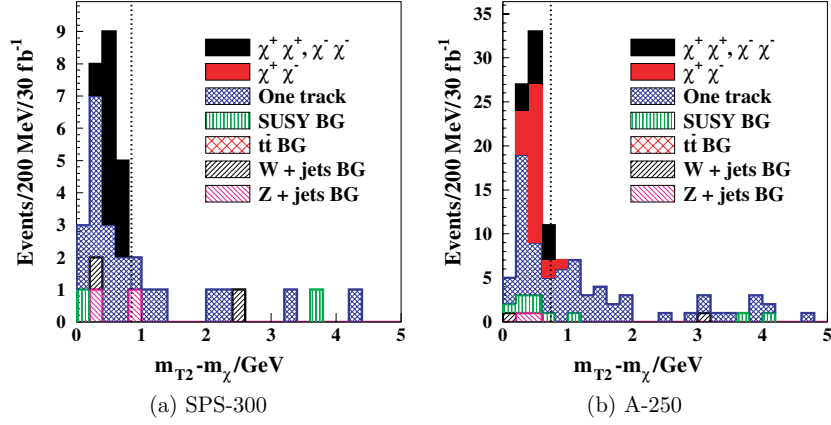 Events/200 MeV/30 fb⁻¹
9
8
7
6
5
4
3
2
1
0
χ⁺ χ⁺, χ⁻ χ⁻
χ⁺ χ⁻
One track
SUSY BG
tt̄ BG
W + jets BG
Z + jets BG
0 1 2 3 4 5
m_T2-m_χ/GeV
(a) SPS-300
Events/200 MeV/30 fb⁻¹
35
30
25
20
15
10
5
0
χ⁺ χ⁺, χ⁻ χ⁻
χ⁺ χ⁻
One track
SUSY BG
tt̄ BG
W + jets BG
Z + jets BG
0 1 2 3 4 5
m_T2-m_χ/GeV
(b) A-250